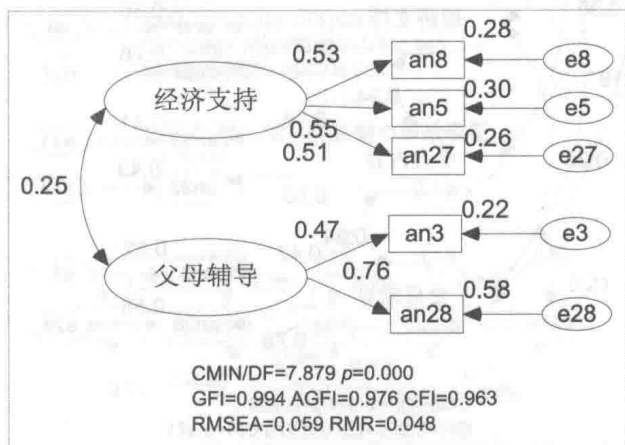 0.28
0.53
an8
e8
0.30
经济支持
an5
e5
0.55
0.26
0.51
an27
e27
0.25
0.22
0.47
an3
e3
父母辅导
0.76
0.58
an28
e28
CMIN/DF=7.879 p=0.000
GFI=0.994 AGFI=0.976 CFI=0.963
RMSEA=0.059 RMR=0.048